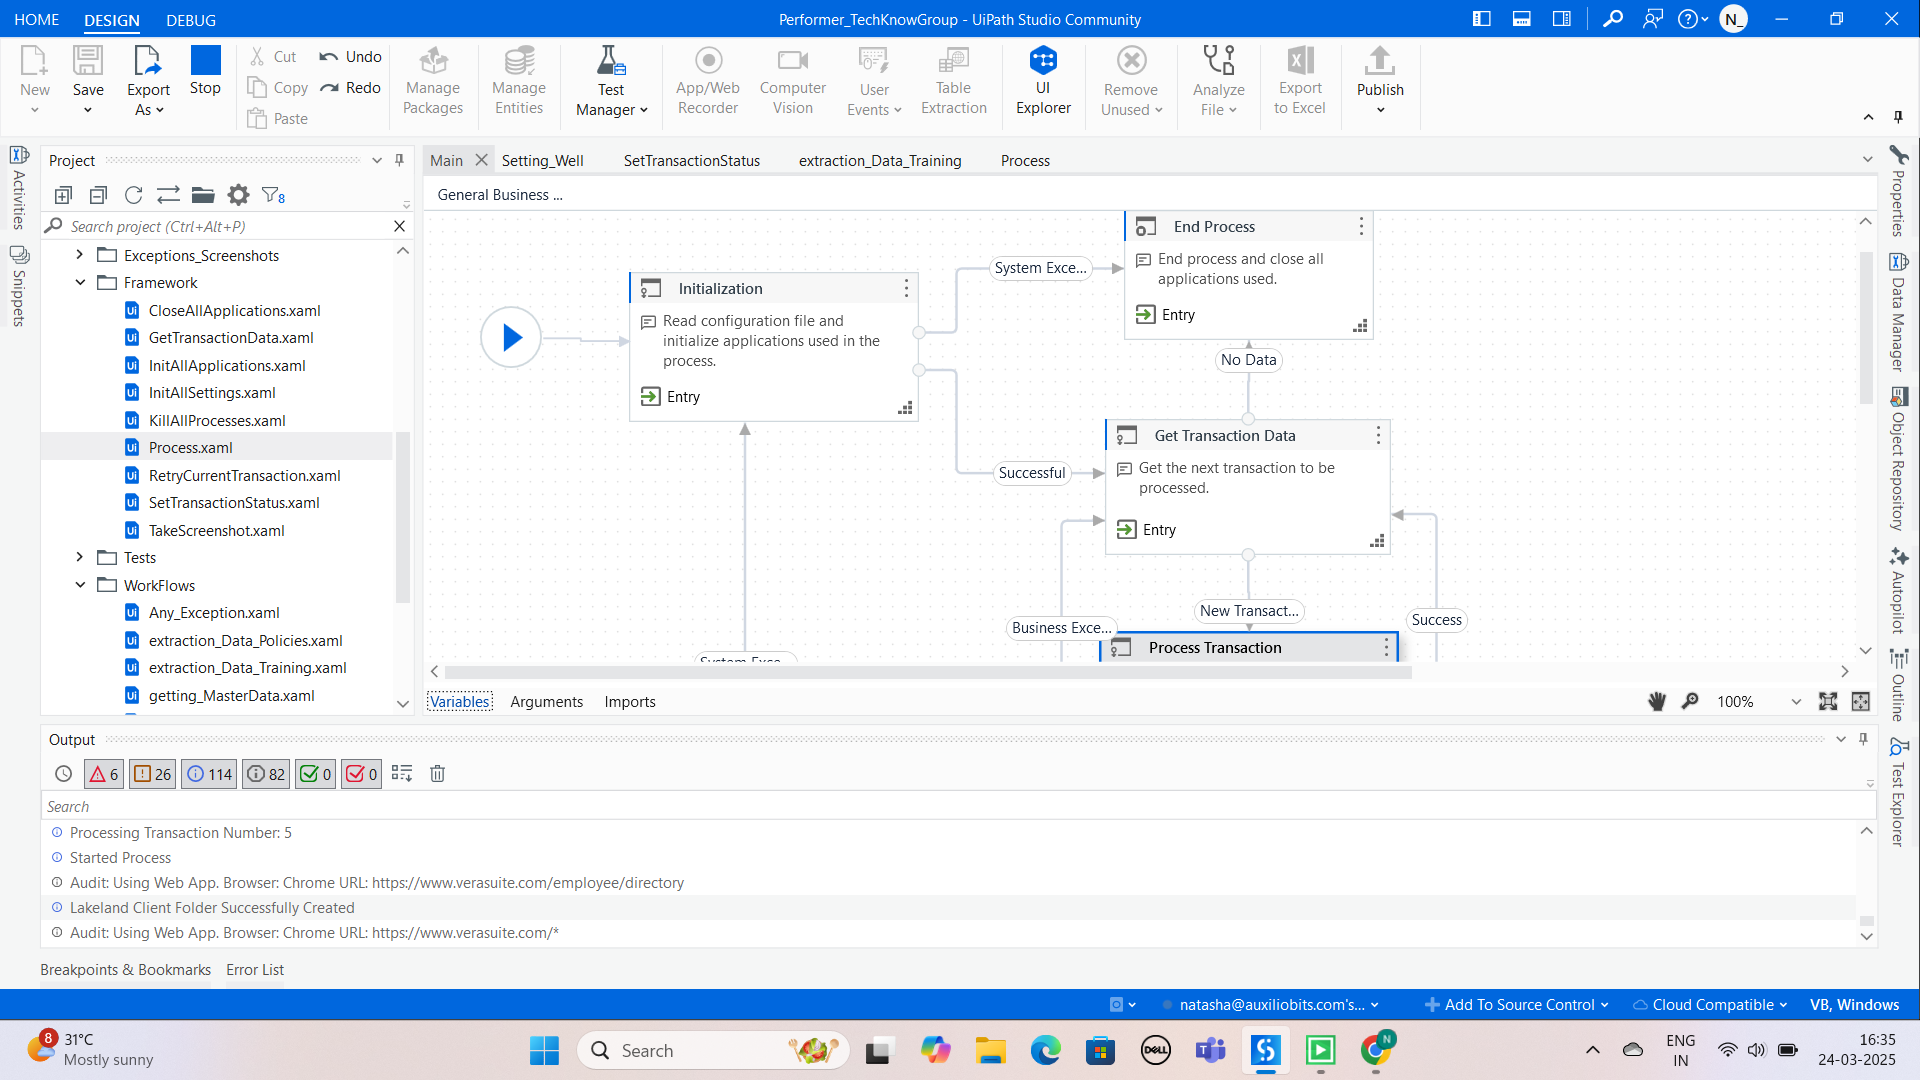 HOME
DESIGN
DEBUG
Performer_TechKnowGroup - UiPath Studio Community
N_
New
Save
Export As
Stop
Cut
Copy
Paste
Undo
Redo
Manage Packages
Manage Entities
Test Manager
App/Web Recorder
Computer Vision
User Events
Table Extraction
UI Explorer
Remove Unused
Analyze File
Export to Excel
Publish
Activities
Snippets
Project
8
Search project (Ctrl+Alt+P)
Exceptions_Screenshots
Framework
CloseAllApplications.xaml
GetTransactionData.xaml
InitAllApplications.xaml
InitAllSettings.xaml
KillAllProcesses.xaml
Process.xaml
RetryCurrentTransaction.xaml
SetTransactionStatus.xaml
TakeScreenshot.xaml
Tests
WorkFlows
Any_Exception.xaml
extraction_Data_Policies.xaml
extraction_Data_Training.xaml
getting_MasterData.xaml
Main
Setting_Well
SetTransactionStatus
extraction_Data_Training
Process
General Business ...
Initialization
Read configuration file and
initialize applications used in the
process.
Entry
System Exce...
Successful
End Process
End process and close all
applications used.
Entry
No Data
Get Transaction Data
Get the next transaction to be
processed.
Entry
New Transact...
Business Exce...
Success
Process Transaction
System Exce...
Variables
Arguments
Imports
100%
Properties
Data Manager
Object Repository
Autopilot
Outline
Test Explorer
Output
6
26
114
82
0
0
Search
Processing Transaction Number: 5
Started Process
Audit: Using Web App. Browser: Chrome URL: https://www.verasuite.com/employee/directory
Lakeland Client Folder Successfully Created
Audit: Using Web App. Browser: Chrome URL: https://www.verasuite.com/*
Breakpoints & Bookmarks
Error List
natasha@auxiliobits.com's...
Add To Source Control
Cloud Compatible
VB, Windows
8
31°C
Mostly sunny
Search
DELL
N
ENG
IN
16:35
24-03-2025